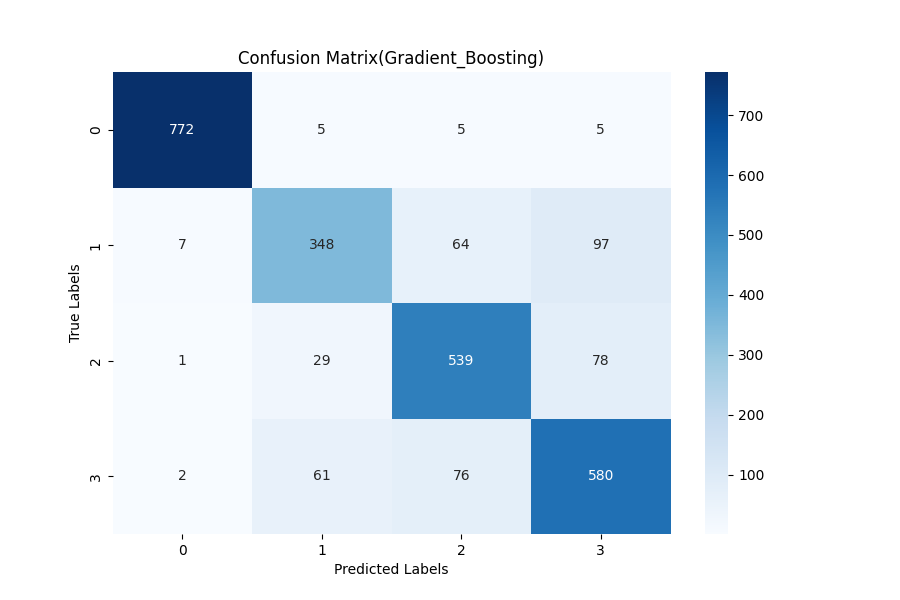 Confusion Matrix(Gradient_Boosting)
0 772 5 5 5
1 7 348 64 97
2 1 29 539 78
3 2 61 76 580
0 1 2 3
Predicted Labels
True Labels
700
600
500
400
300
200
100